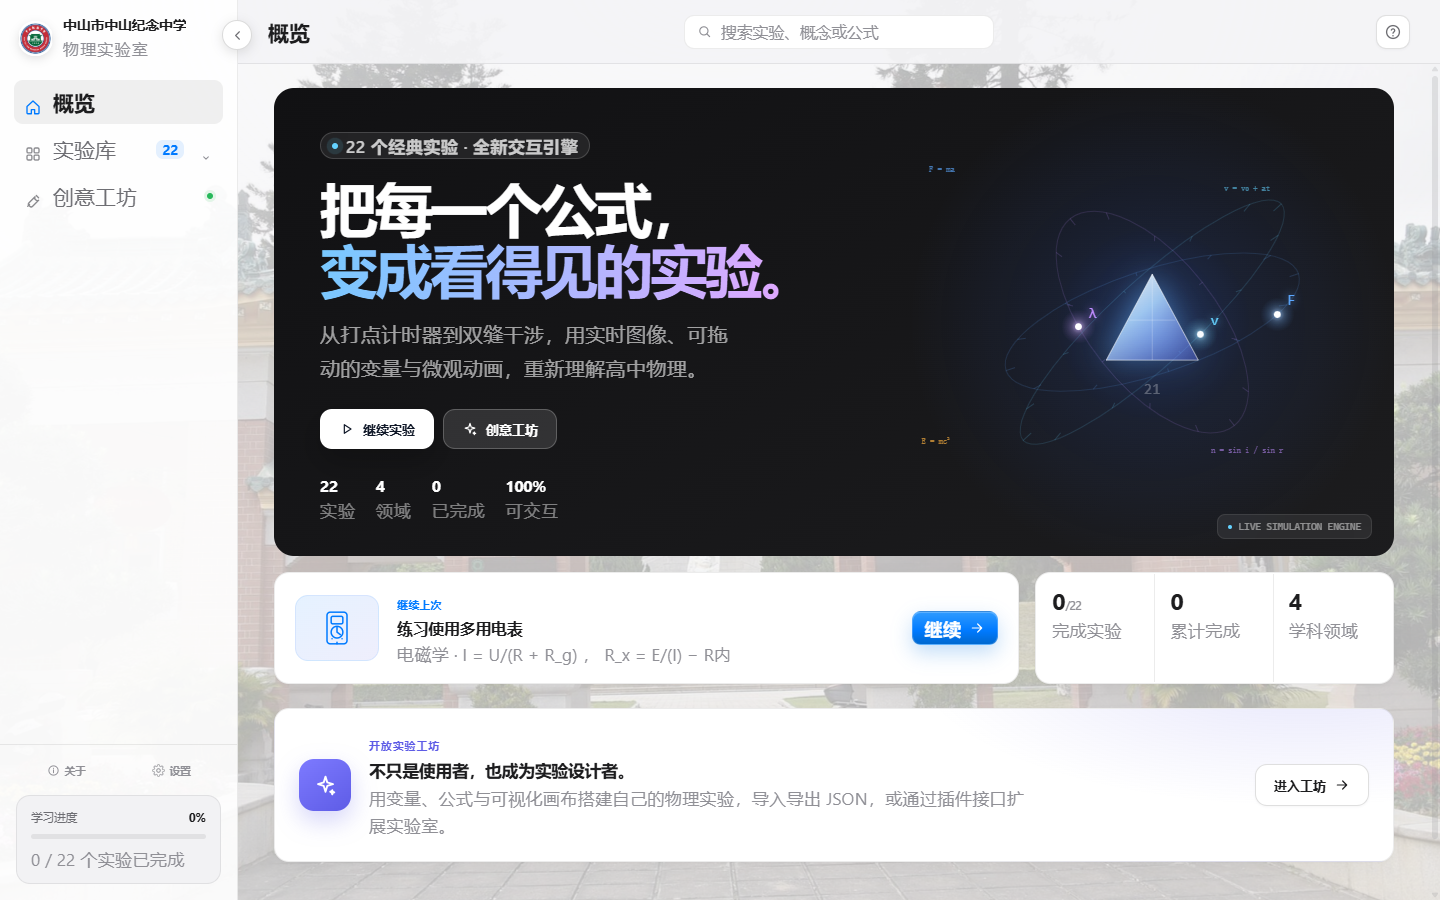 中山市中山纪念中学
物理实验室
概览
搜索实验、概念或公式
概览
实验库 22
创意工坊
22 个经典实验 · 全新交互引擎
把每一个公式，
变成看得见的实验。
从打点计时器到双缝干涉，用实时图像、可拖
动的变量与微观动画，重新理解高中物理。
继续实验
创意工坊
22 4 0 100%
实验 领域 已完成 可交互
F = ma
v = v₀ + at
λ
v
F
21
E = mc²
n = sin i / sin r
LIVE SIMULATION ENGINE
继续上次
练习使用多用电表
电磁学 · I = U/(R + R_g) ， R_x = E/(I) − R内
继续
0/22 0 4
完成实验 累计完成 学科领域
开放实验工坊
不只是使用者，也成为实验设计者。
用变量、公式与可视化画布搭建自己的物理实验，导入导出 JSON，或通过插件接口扩
展实验室。
进入工坊
关于 设置
学习进度 0%
0 / 22 个实验已完成